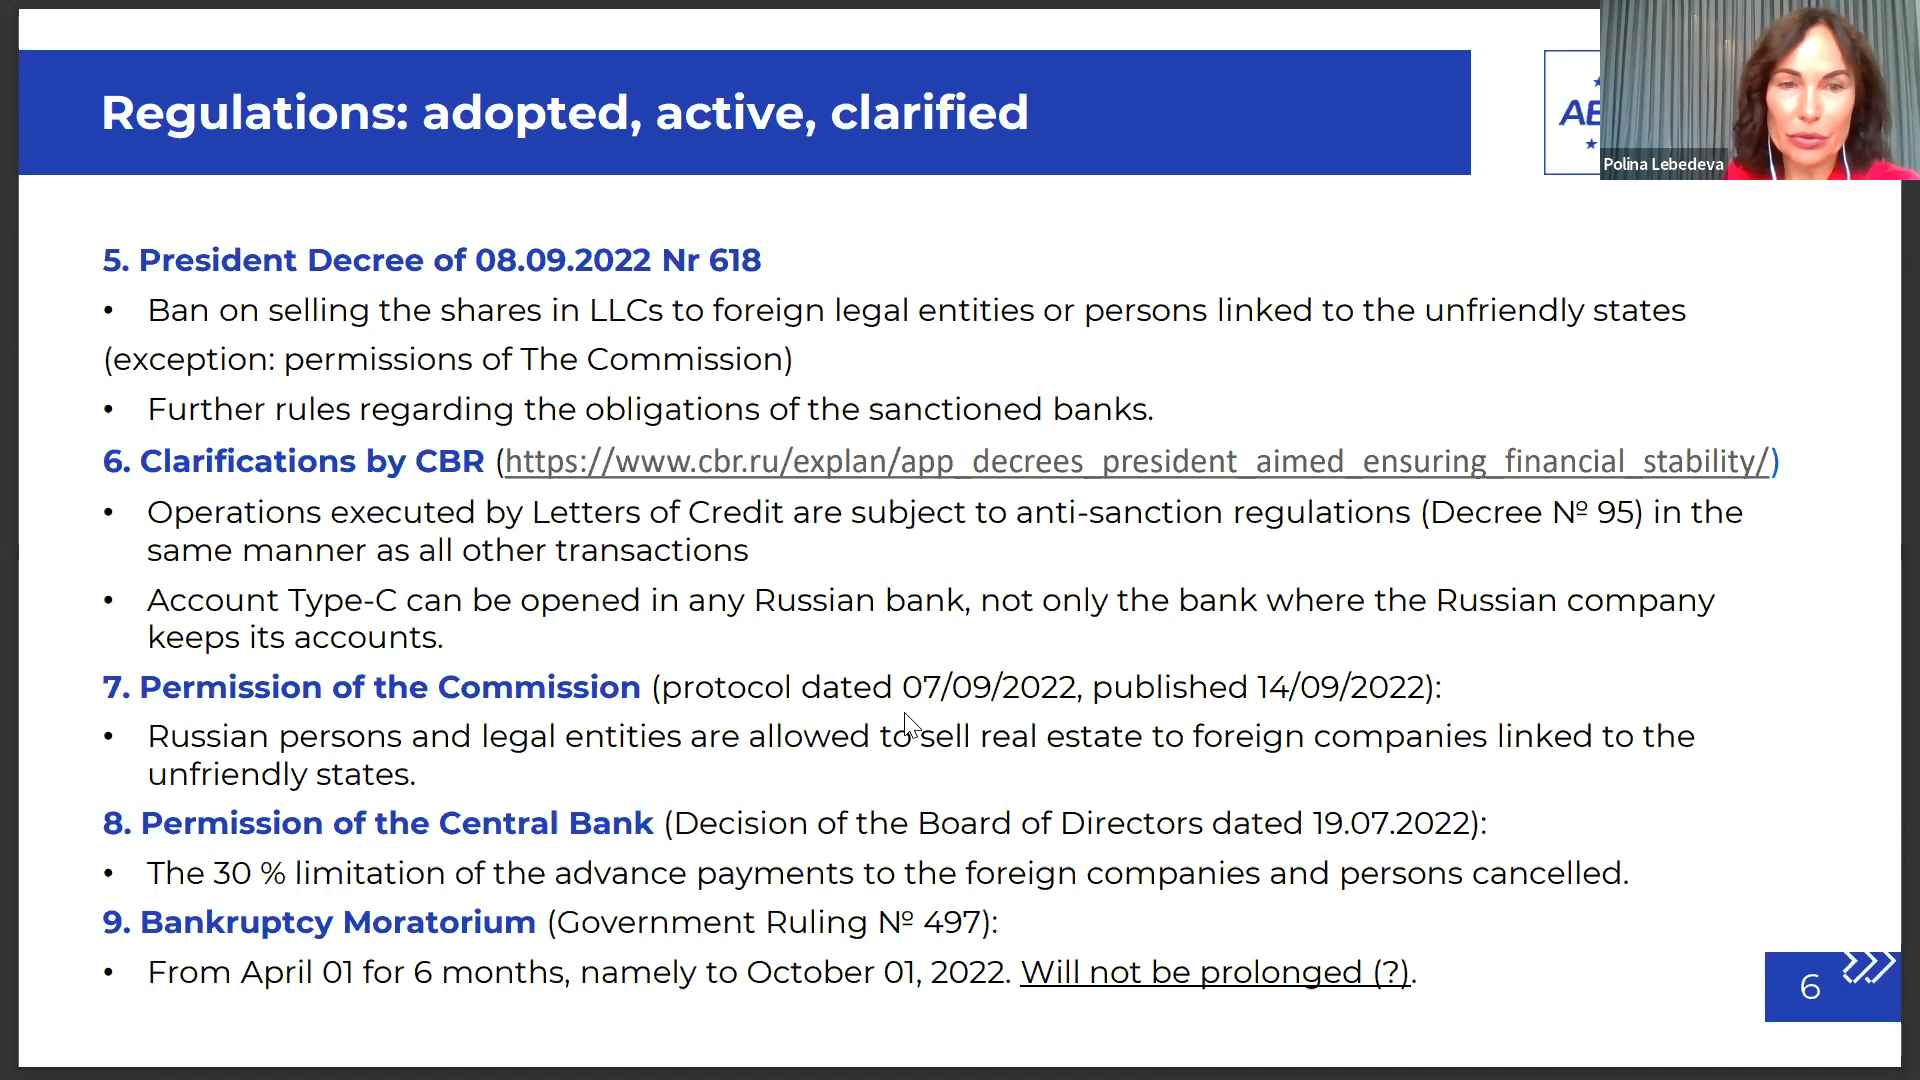 Regulations: adopted, active, clarified
Polina Lebedeva
5. President Decree of 08.09.2022 Nr 618
• Ban on selling the shares in LLCs to foreign legal entities or persons linked to the unfriendly states
(exception: permissions of The Commission)
• Further rules regarding the obligations of the sanctioned banks.
6. Clarifications by CBR (https://www.cbr.ru/explan/app_decrees_president_aimed_ensuring_financial_stability/)
• Operations executed by Letters of Credit are subject to anti-sanction regulations (Decree № 95) in the
same manner as all other transactions
• Account Type-C can be opened in any Russian bank, not only the bank where the Russian company
keeps its accounts.
7. Permission of the Commission (protocol dated 07/09/2022, published 14/09/2022):
• Russian persons and legal entities are allowed to sell real estate to foreign companies linked to the
unfriendly states.
8. Permission of the Central Bank (Decision of the Board of Directors dated 19.07.2022):
• The 30 % limitation of the advance payments to the foreign companies and persons cancelled.
9. Bankruptcy Moratorium (Government Ruling № 497):
• From April 01 for 6 months, namely to October 01, 2022. Will not be prolonged (?).
6